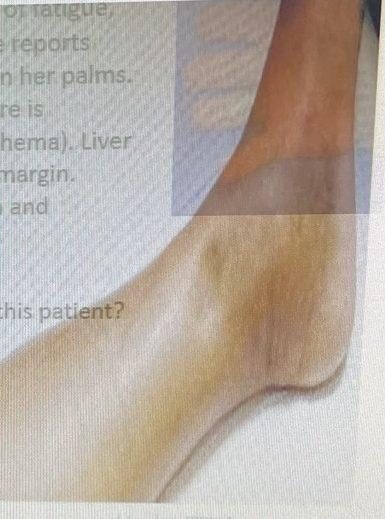 of fatigue,
e reports
n her palms.
re is
hema). Liver
margin.
and
this patient?